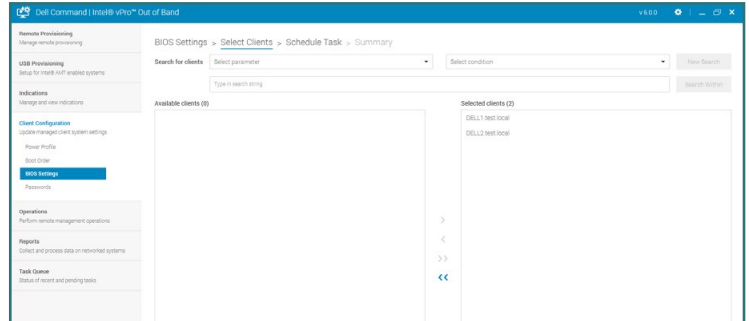 Dell Command | Intel® vPro™ Out of Band
v 6.0.0
Remote Provisioning
Manage remote provisioning
USB Provisioning
Setup for Intel® AMT enabled systems
Indications
Manage and view indications
Client Configuration
Update managed client system settings
Power Profile
Boot Order
BIOS Settings
Passwords
Operations
Perform remote management operations
Reports
Collect and process data on networked systems
Task Queue
Status of recent and pending tasks
BIOS Settings > Select Clients > Schedule Task > Summary
Search for clients Select parameter Select condition New Search
Type in search string Search Within
Available clients (0) Selected clients (2)
DELL1.test.local
DELL2.test.local
>
<
>>
<<